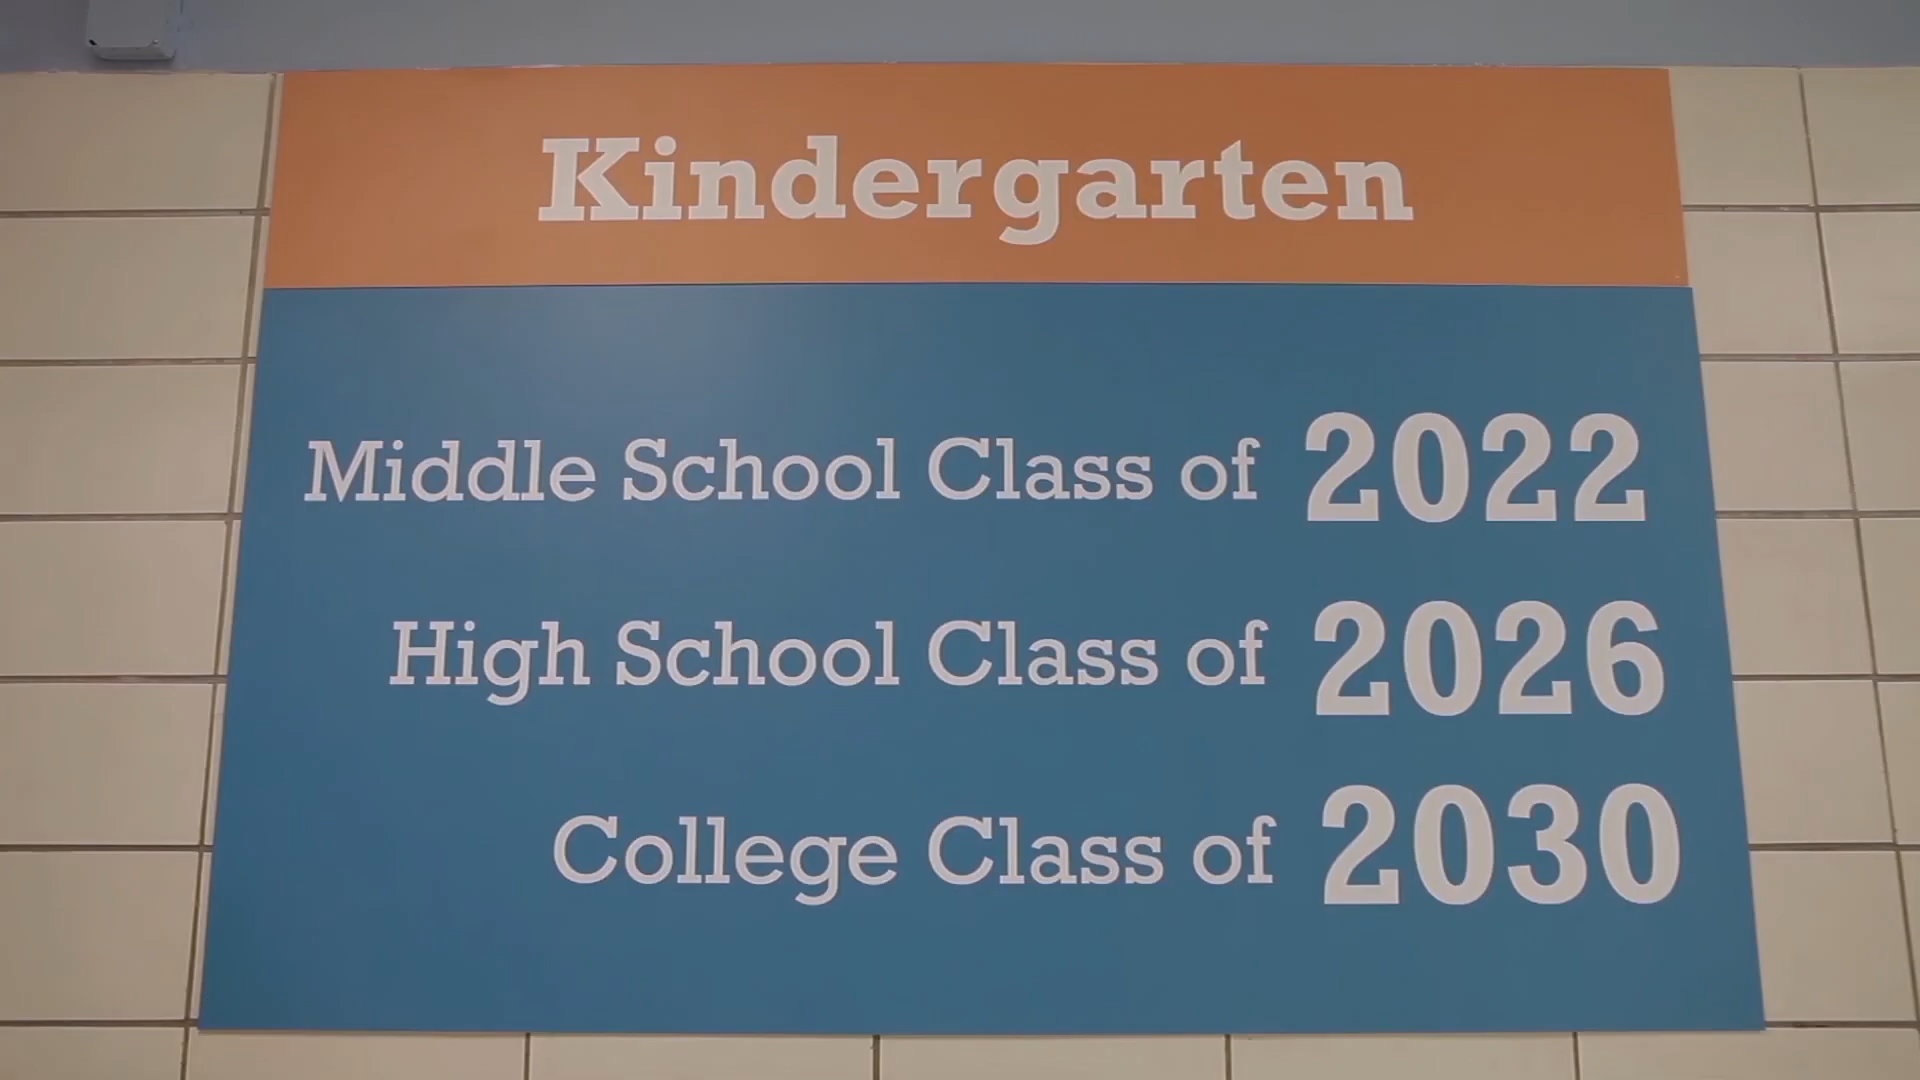 Kindergarten
Middle School Class of 2022
High School Class of 2026
College Class of 2030